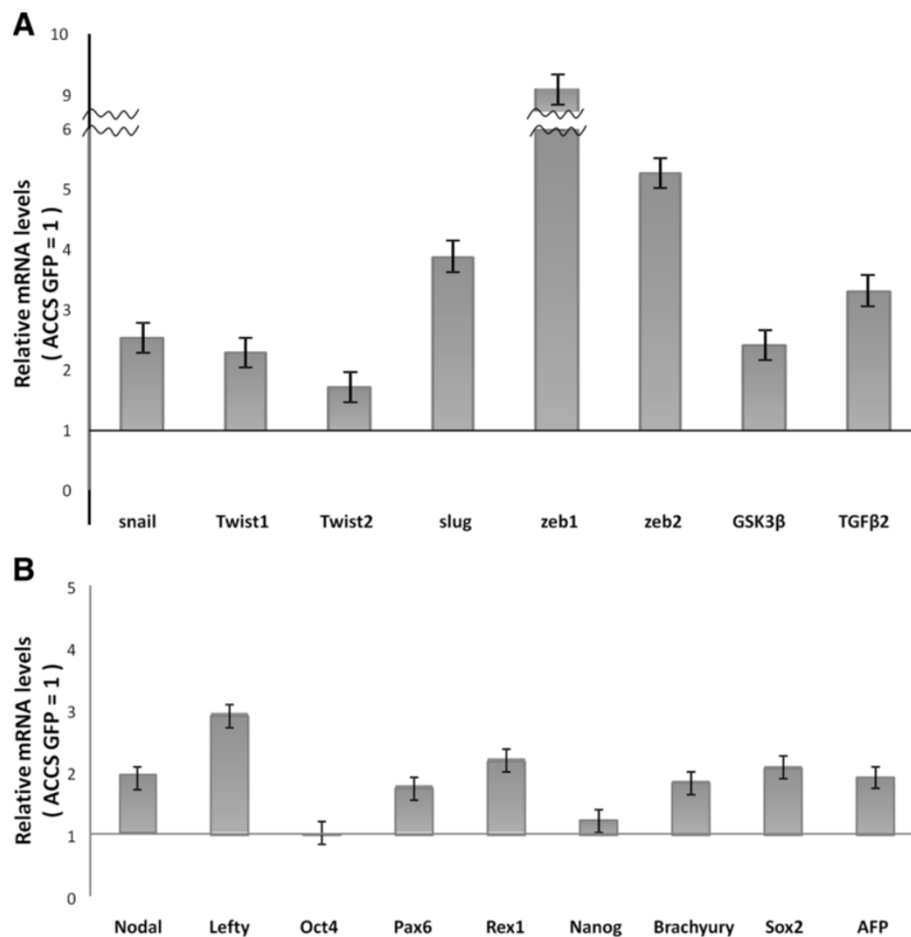 A
10
9
6
5
4
3
2
1
0
Relative mRNA levels
( ACCS GFP = 1 )
snail Twist1 Twist2 slug zeb1 zeb2 GSK3β TGFβ2
B
5
4
3
2
1
0
Relative mRNA levels
( ACCS GFP = 1 )
Nodal Lefty Oct4 Pax6 Rex1 Nanog Brachyury Sox2 AFP